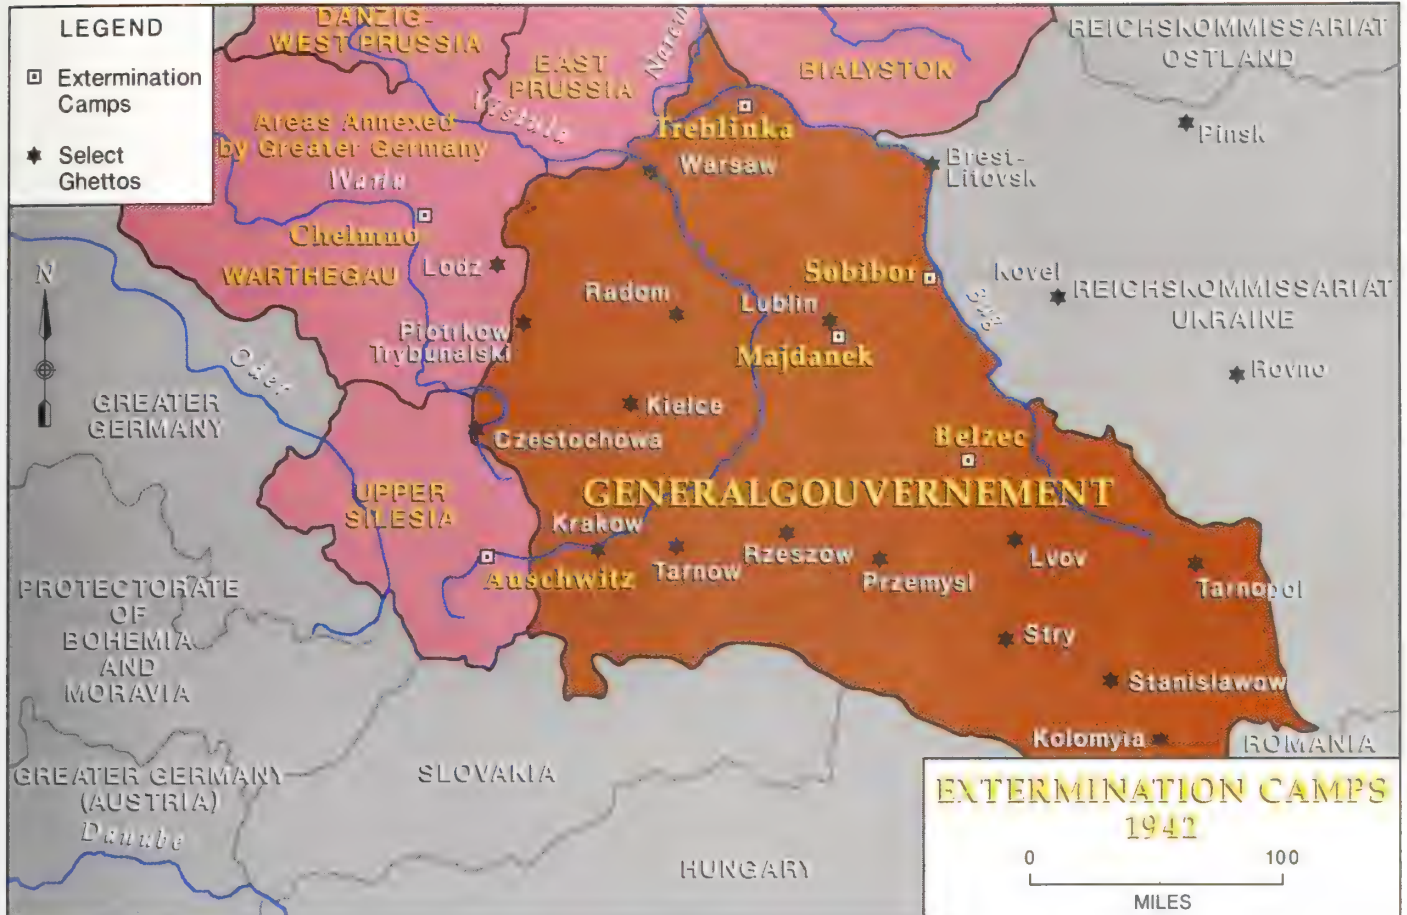 LEGEND
Extermination
Camps
Select
Ghettos
DANZIG-
WEST PRUSSIA
EAST
PRUSSIA
Narew
BIALYSTOK
REICHSKOMMISSARIAT
OSTLAND
Areas Annexed
by Greater Germany
Vistula
Warta
Treblinka
Warsaw
Brest-
Litovsk
Pinsk
Chelmno
WARTHEGAU
Lodz
Sobibor
Bug
Kovel
REICHSKOMMISSARIAT
UKRAINE
Rovno
N
Radom
Lublin
Majdanek
Piotrkow
Trybunalski
Oder
GREATER
GERMANY
Kielce
Czestochowa
Belzec
GENERALGOUVERNEMENT
UPPER
SILESIA
Krakow
Auschwitz
Tarnow
Rzeszow
Przemysl
Lvov
Tarnopol
PROTECTORATE
OF
BOHEMIA
AND
MORAVIA
Stry
Stanislawow
Kolomyia
ROMANIA
GREATER GERMANY
(AUSTRIA)
Danube
SLOVAKIA
HUNGARY
EXTERMINATION CAMPS
1942
0 100
MILES